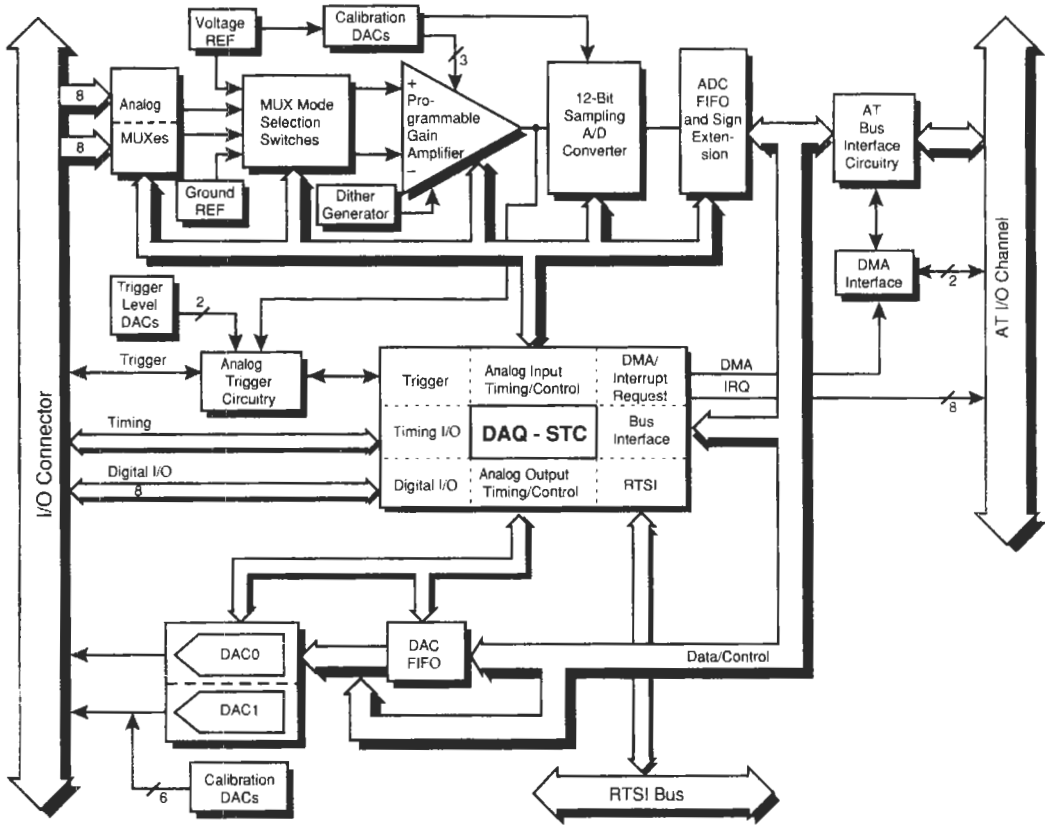 Voltage
REF
Calibration
DACs
3
8
8
Analog
MUXes
MUX Mode
Selection
Switches
+
Pro-
grammable
Gain
Amplifier
−
12-Bit
Sampling
A/D
Converter
ADC
FIFO
and Sign
Exten-
sion
AT
Bus
Interface
Circuitry
Ground
REF
Dither
Generator
DMA
Interface
2
I/O Connector
AT I/O Channel
Trigger
Level
DACs
2
Trigger
Analog
Trigger
Circuitry
Trigger
Analog Input
Timing/Control
DMA/
Interrupt
Request
DMA
IRQ
8
Timing
Timing I/O
DAQ - STC
Bus
Interface
Digital I/O
8
Digital I/O
Analog Output
Timing/Control
RTSI
DAC0
DAC
FIFO
Data/Control
DAC1
6
Calibration
DACs
RTSI Bus